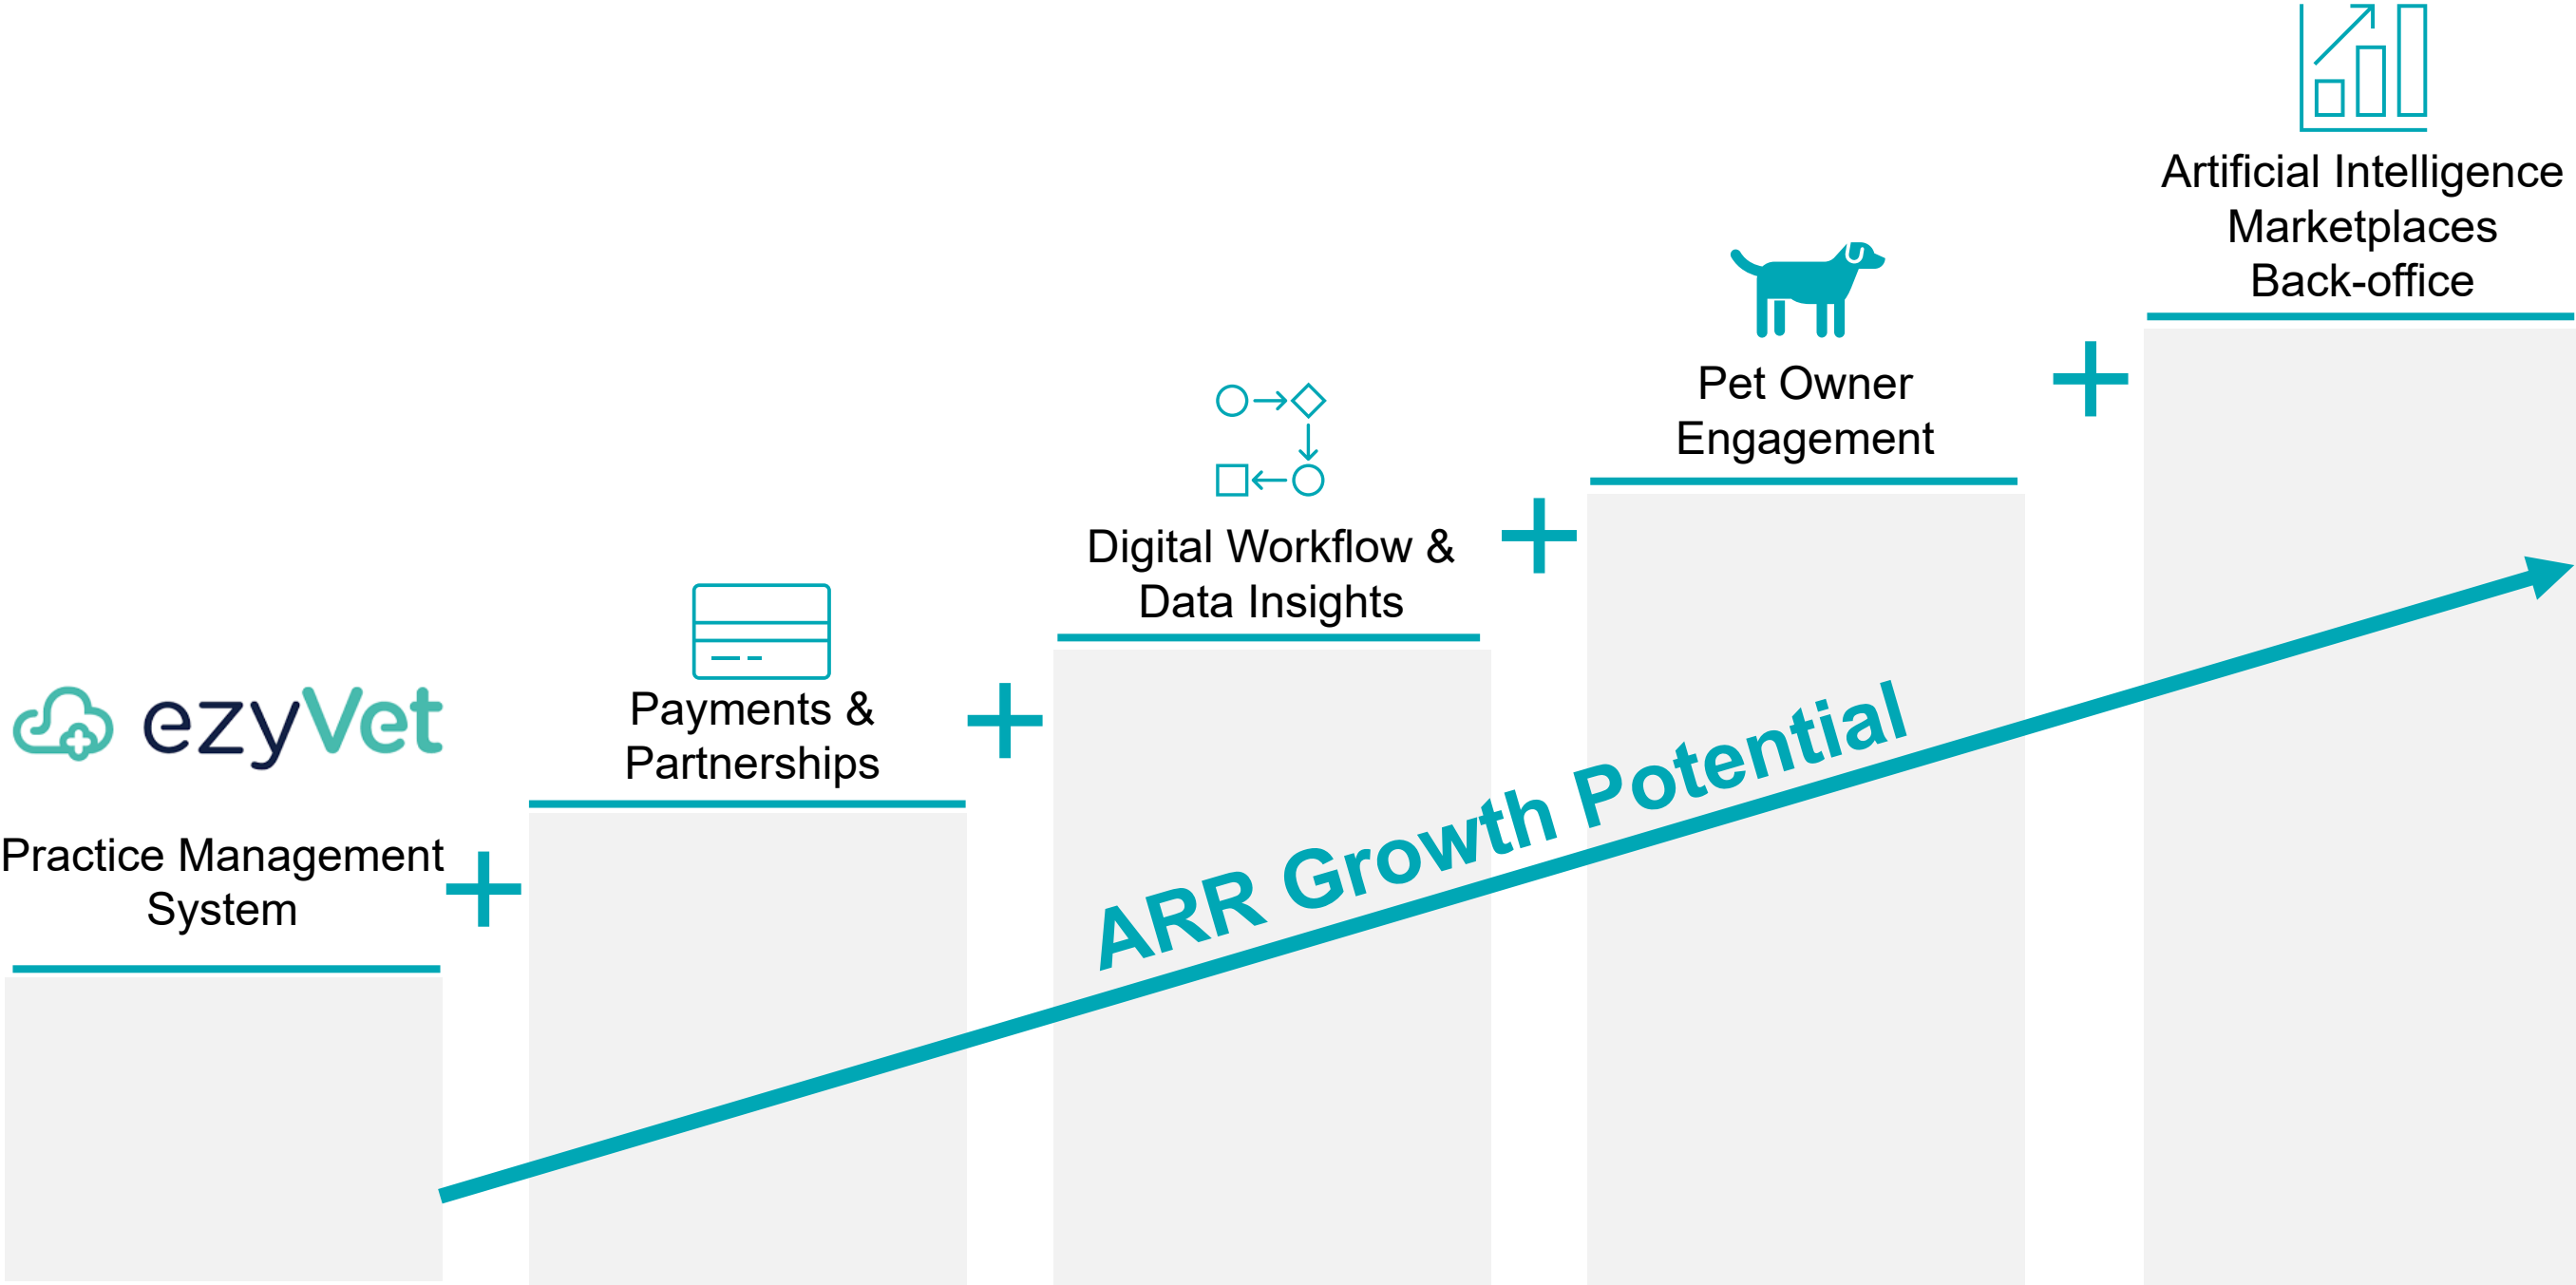 ezyVet
Practice Management
System
Payments &
Partnerships
Digital Workflow &
Data Insights
Pet Owner
Engagement
Artificial Intelligence
Marketplaces
Back-office
ARR Growth Potential